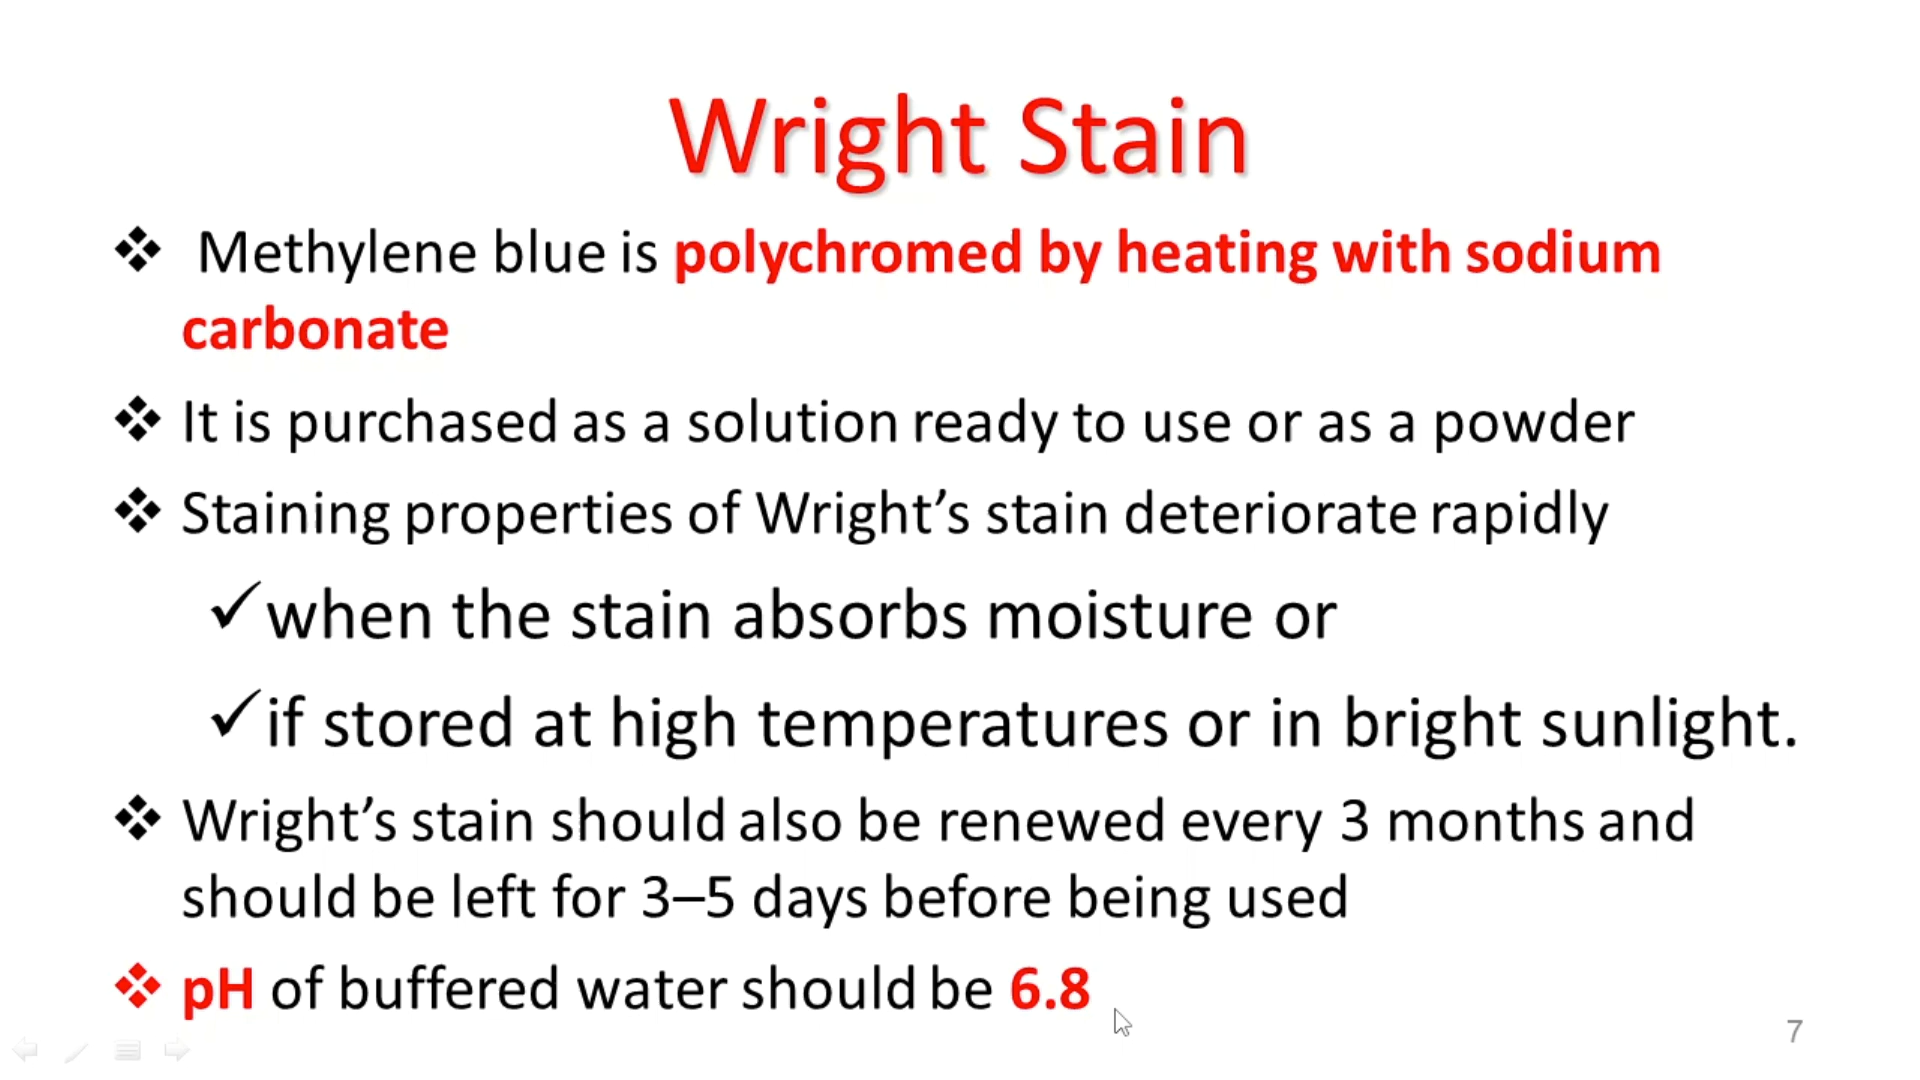 Wright Stain
❖ Methylene blue is polychromed by heating with sodium
carbonate
❖ It is purchased as a solution ready to use or as a powder
❖ Staining properties of Wright’s stain deteriorate rapidly
✓when the stain absorbs moisture or
✓if stored at high temperatures or in bright sunlight.
❖ Wright’s stain should also be renewed every 3 months and
should be left for 3–5 days before being used
❖ pH of buffered water should be 6.8
7